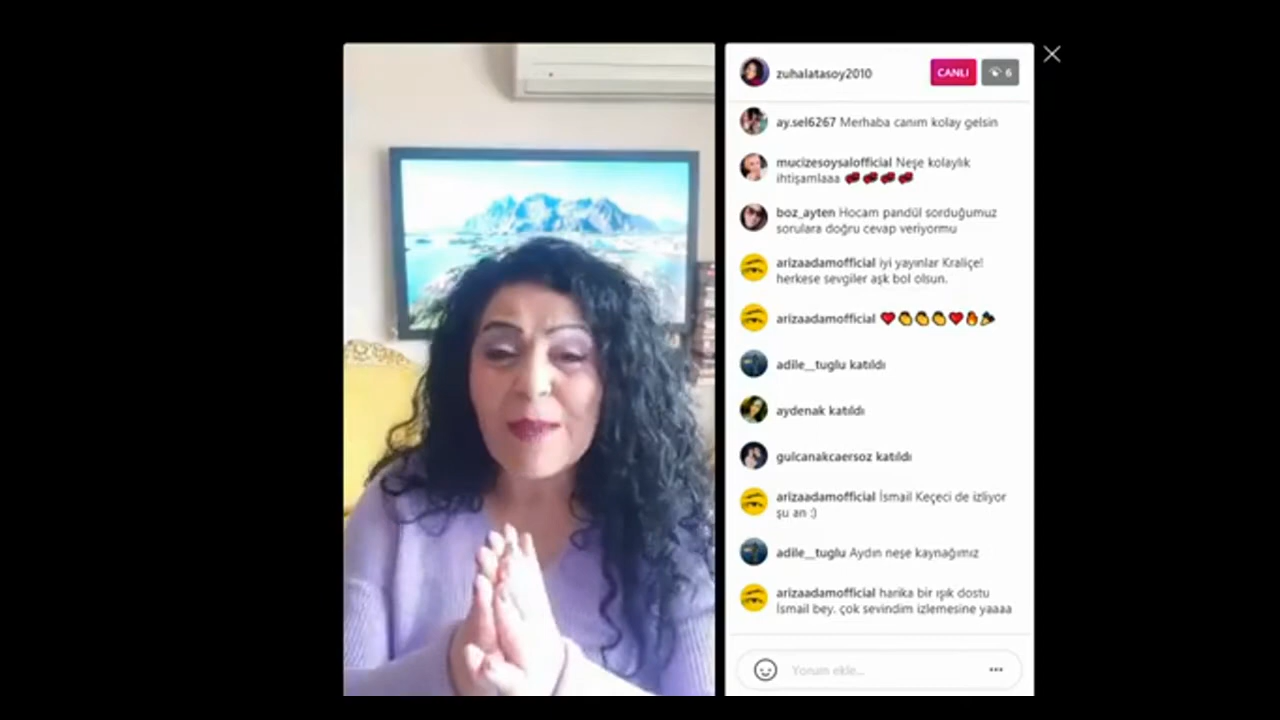 zuhalatasoy2010 CANLI 6
ay.sel6267 Merhaba canım kolay gelsin
mucizesoysalofficial Neşe kolaylık
ihtişamlaaa
boz_ayten Hocam pandül sorduğumuz
sorulara doğru cevap veriyormu
arizaadamofficial iyi yayınlar Kraliçe!
herkese sevgiler aşk bol olsun.
arizaadamofficial ❤️👏👏👏❤️🔥🎉
adile__tuglu katıldı
aydenak katıldı
gulcanakcaersoz katıldı
arizaadamofficial İsmail Keçeci de izliyor
şu an :)
adile__tuglu Aydın neşe kaynağımız
arizaadamofficial harika bir ışık dostu
İsmail bey. çok sevindim izlemesine yaaaa
Yorum ekle...